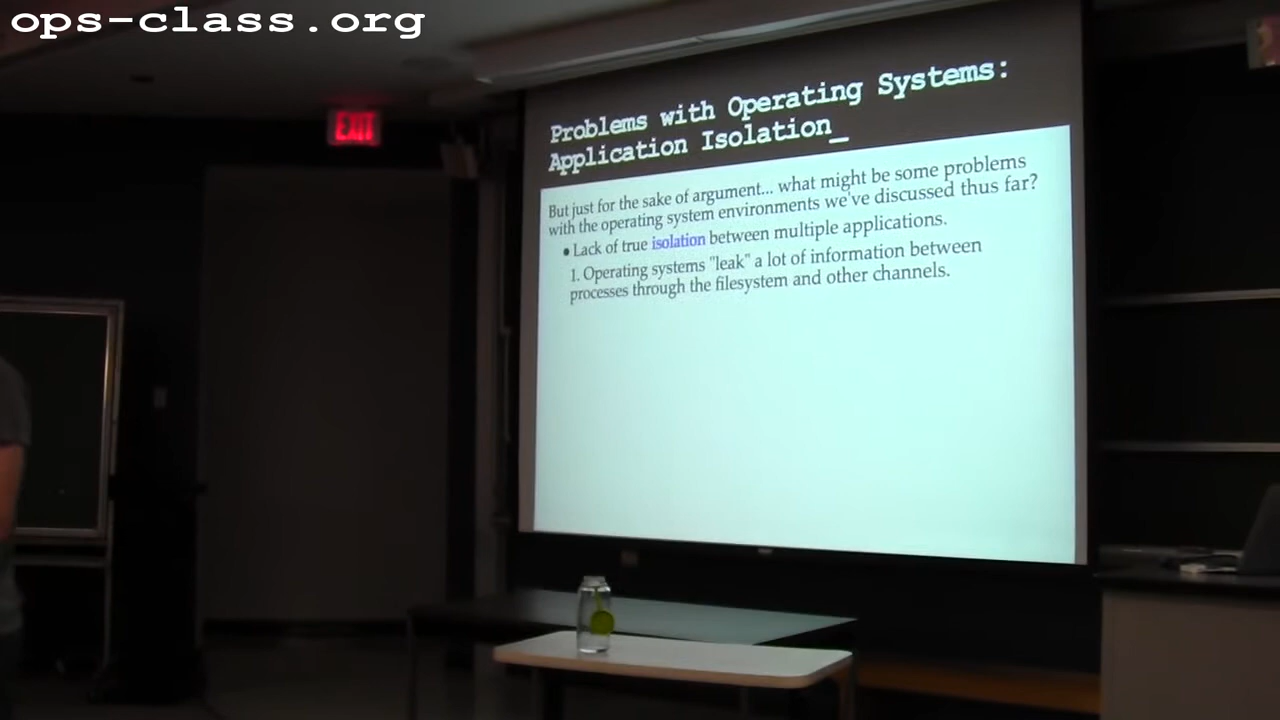 ops-class.org
EXIT
Problems with Operating Systems:
Application Isolation_
But just for the sake of argument... what might be some problems
with the operating system environments we've discussed thus far?
• Lack of true isolation between multiple applications.
1. Operating systems "leak" a lot of information between
processes through the filesystem and other channels.